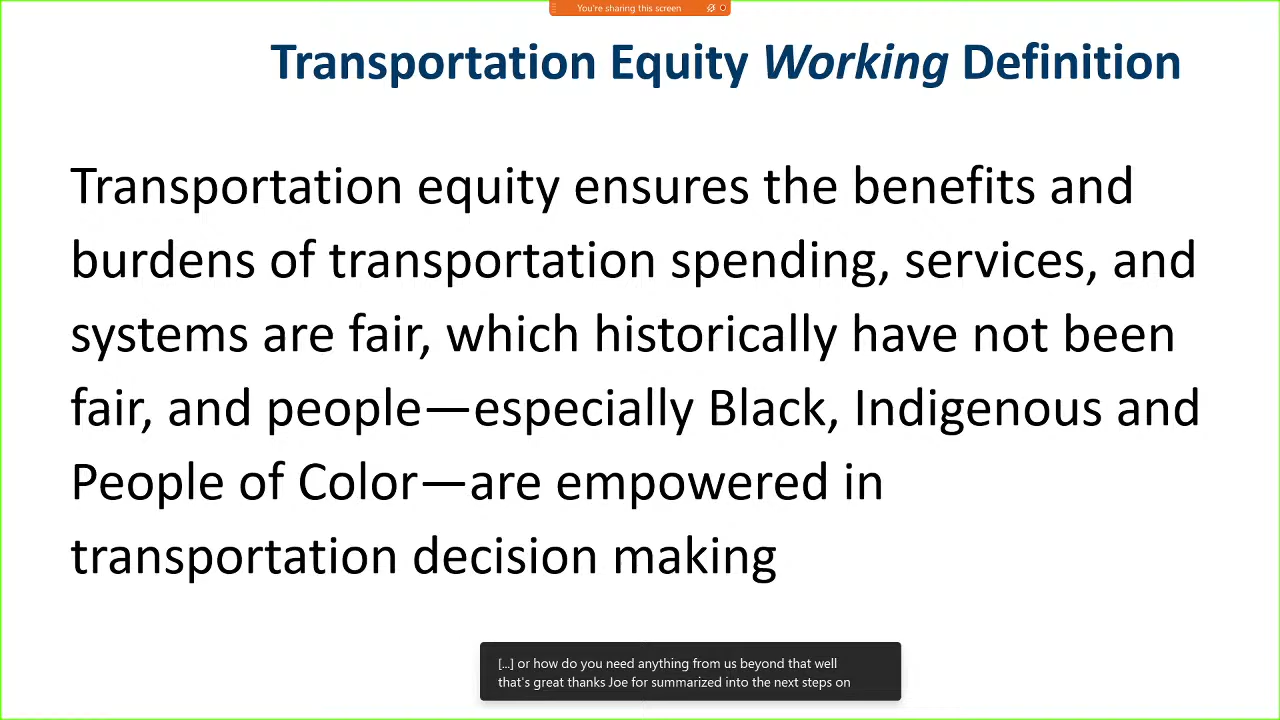 You're sharing this screen
Transportation Equity Working Definition
Transportation equity ensures the benefits and
burdens of transportation spending, services, and
systems are fair, which historically have not been
fair, and people—especially Black, Indigenous and
People of Color—are empowered in
transportation decision making
[...] or how do you need anything from us beyond that well
that's great thanks Joe for summarized into the next steps on